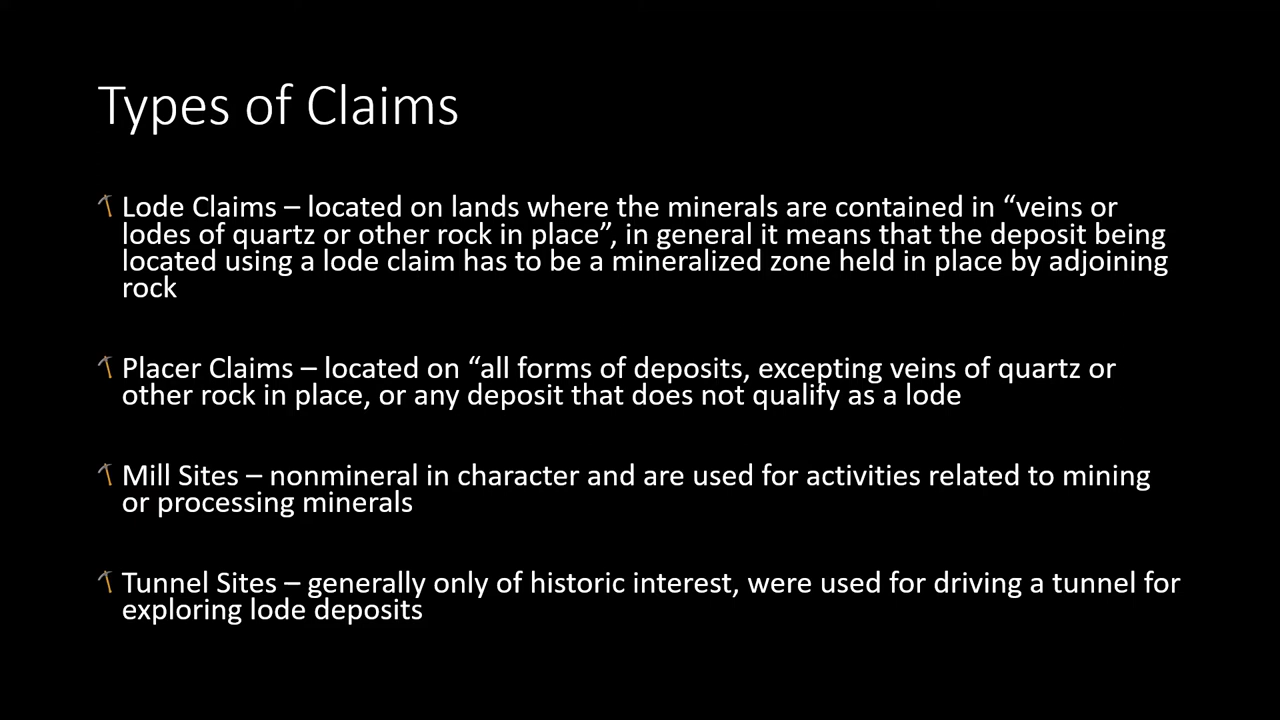 Types of Claims
Lode Claims – located on lands where the minerals are contained in “veins or
lodes of quartz or other rock in place”, in general it means that the deposit being
located using a lode claim has to be a mineralized zone held in place by adjoining
rock
Placer Claims – located on “all forms of deposits, excepting veins of quartz or
other rock in place, or any deposit that does not qualify as a lode
Mill Sites – nonmineral in character and are used for activities related to mining
or processing minerals
Tunnel Sites – generally only of historic interest, were used for driving a tunnel for
exploring lode deposits